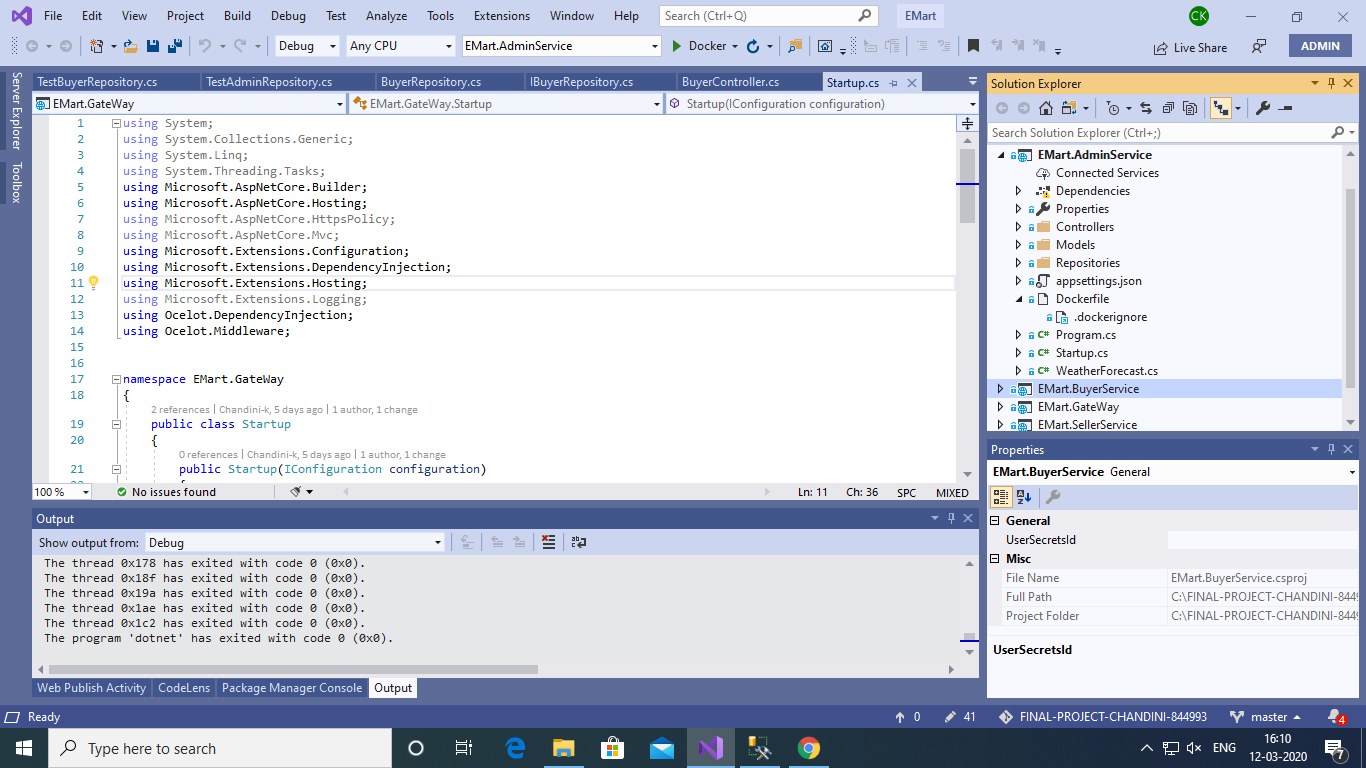 File Edit View Project Build Debug Test Analyze Tools Extensions Window Help Search (Ctrl+Q) EMart CK
Debug Any CPU EMart.AdminService Docker Live Share ADMIN
Server Explorer
Toolbox
TestBuyerRepository.cs TestAdminRepository.cs BuyerRepository.cs IBuyerRepository.cs BuyerController.cs Startup.cs
EMart.GateWay EMart.GateWay.Startup Startup(IConfiguration configuration)
1 using System;
2 using System.Collections.Generic;
3 using System.Linq;
4 using System.Threading.Tasks;
5 using Microsoft.AspNetCore.Builder;
6 using Microsoft.AspNetCore.Hosting;
7 using Microsoft.AspNetCore.HttpsPolicy;
8 using Microsoft.AspNetCore.Mvc;
9 using Microsoft.Extensions.Configuration;
10 using Microsoft.Extensions.DependencyInjection;
11 using Microsoft.Extensions.Hosting;
12 using Microsoft.Extensions.Logging;
13 using Ocelot.DependencyInjection;
14 using Ocelot.Middleware;
15
16
17 namespace EMart.GateWay
18 {
2 references | Chandini-k, 5 days ago | 1 author, 1 change
19 public class Startup
20 {
0 references | Chandini-k, 5 days ago | 1 author, 1 change
21 public Startup(IConfiguration configuration)
100 % No issues found Ln: 11 Ch: 36 SPC MIXED
Output
Show output from: Debug
The thread 0x178 has exited with code 0 (0x0).
The thread 0x18f has exited with code 0 (0x0).
The thread 0x19a has exited with code 0 (0x0).
The thread 0x1ae has exited with code 0 (0x0).
The thread 0x1c2 has exited with code 0 (0x0).
The program 'dotnet' has exited with code 0 (0x0).
Web Publish Activity CodeLens Package Manager Console Output
Solution Explorer
Search Solution Explorer (Ctrl+;)
EMart.AdminService
Connected Services
Dependencies
Properties
Controllers
Models
Repositories
appsettings.json
Dockerfile
.dockerignore
C# Program.cs
C# Startup.cs
C# WeatherForecast.cs
EMart.BuyerService
EMart.GateWay
EMart.SellerService
Properties
EMart.BuyerService General
General
UserSecretsId
Misc
File Name EMart.BuyerService.csproj
Full Path C:\FINAL-PROJECT-CHANDINI-8449
Project Folder C:\FINAL-PROJECT-CHANDINI-8449
UserSecretsId
Ready 0 41 FINAL-PROJECT-CHANDINI-844993 master 4
Type here to search ENG 16:10
12-03-2020 7